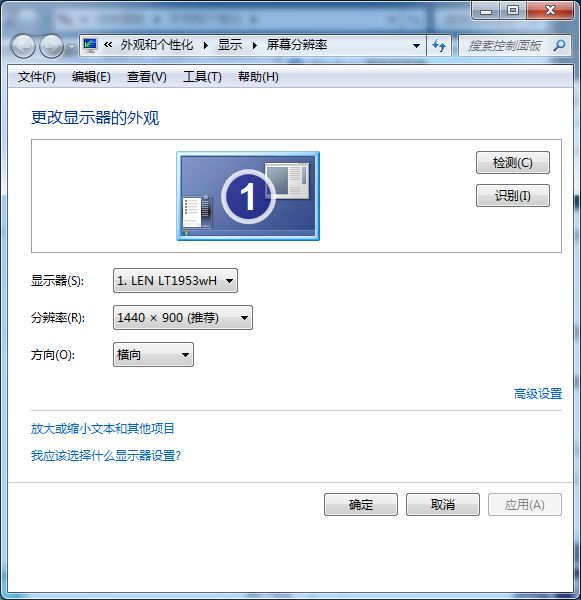 « 外观和个性化 ▸ 显示 ▸ 屏幕分辨率 搜索控制面板
文件(F) 编辑(E) 查看(V) 工具(T) 帮助(H)
更改显示器的外观
1
检测(C)
识别(I)
显示器(S): 1. LEN LT1953wH
分辨率(R): 1440 × 900 (推荐)
方向(O): 横向
高级设置
放大或缩小文本和其他项目
我应该选择什么显示器设置?
确定 取消 应用(A)